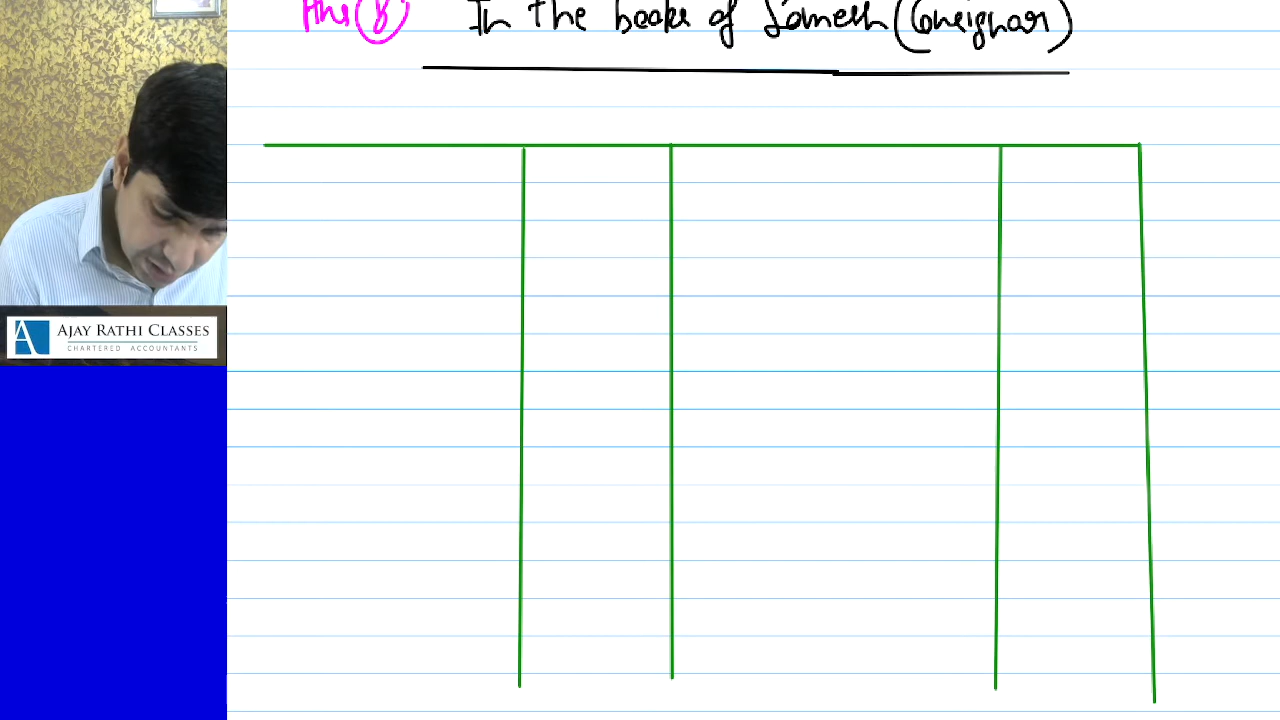 Ans (8) In the books of Somesh (Consignor)
AJAY RATHI CLASSES
CHARTERED ACCOUNTANTS